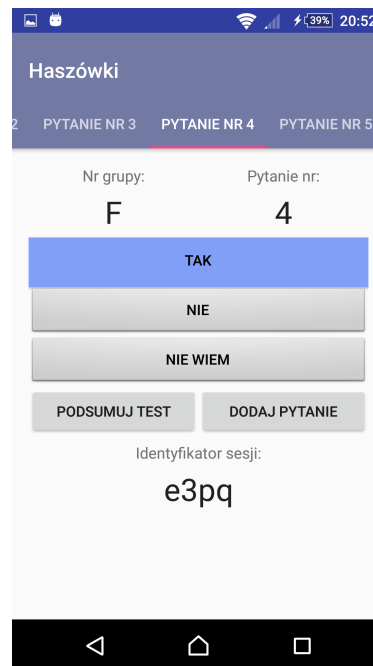 39% 20:52
Haszówki
2 PYTANIE NR 3 PYTANIE NR 4 PYTANIE NR 5
Nr grupy: Pytanie nr:
F 4
TAK
NIE
NIE WIEM
PODSUMUJ TEST DODAJ PYTANIE
Identyfikator sesji:
e3pq